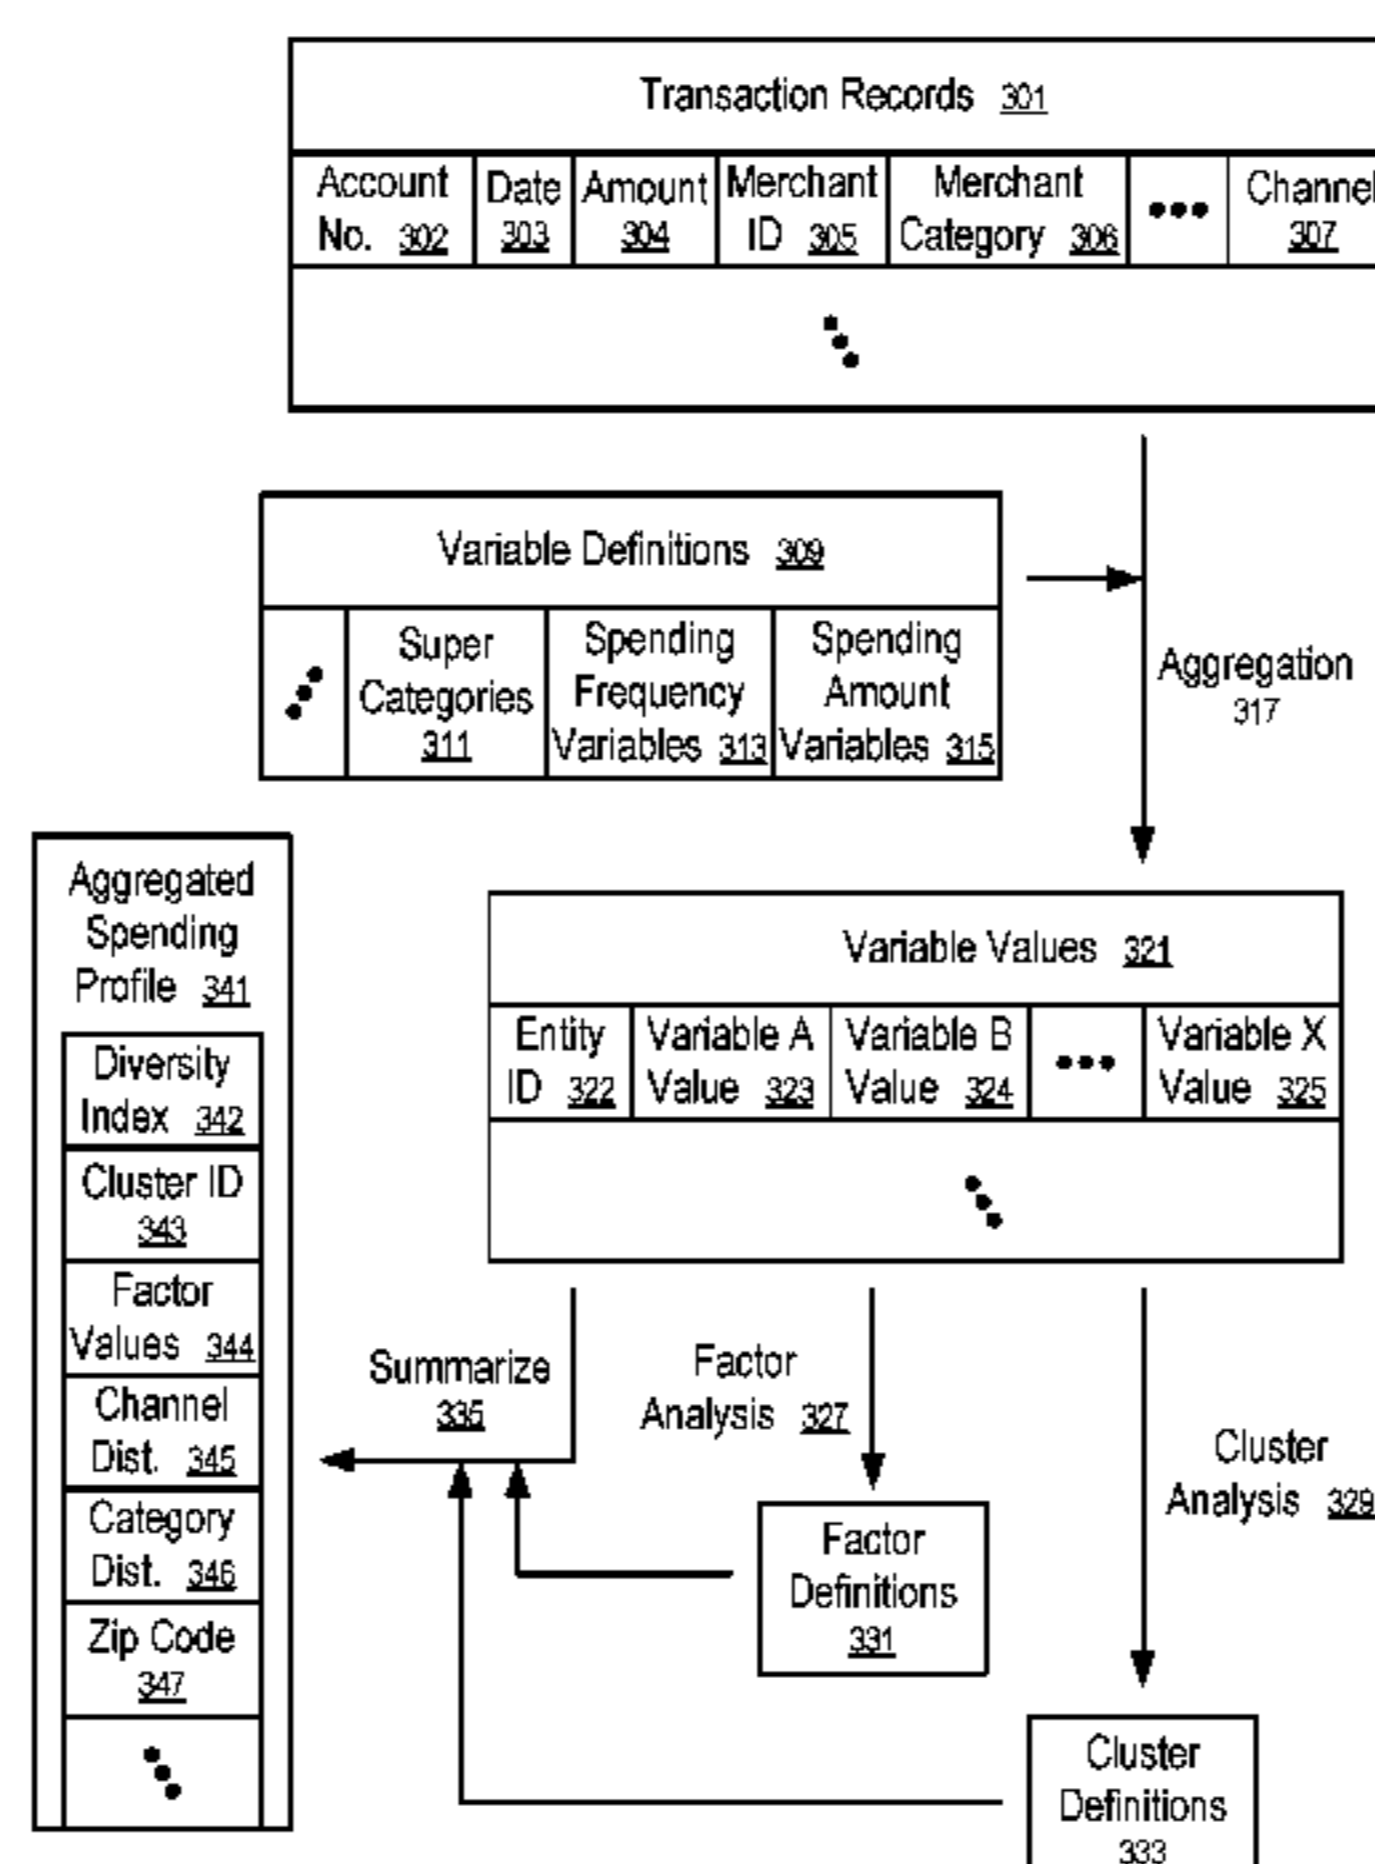 Transaction Records 301
Account
No. 302
Date
303
Amount
304
Merchant
ID 305
Merchant
Category 306
Channel
307
Variable Definitions 309
Super
Categories
311
Spending
Frequency
Variables 313
Spending
Amount
Variables 315
Aggregation
317
Aggregated
Spending
Profile 341
Diversity
Index 342
Cluster ID
343
Factor
Values 344
Channel
Dist. 345
Category
Dist. 346
Zip Code
347
Variable Values 321
Entity
ID 322
Variable A
Value 323
Variable B
Value 324
Variable X
Value 325
Summarize
335
Factor
Analysis 327
Cluster
Analysis 329
Factor
Definitions
331
Cluster
Definitions
333